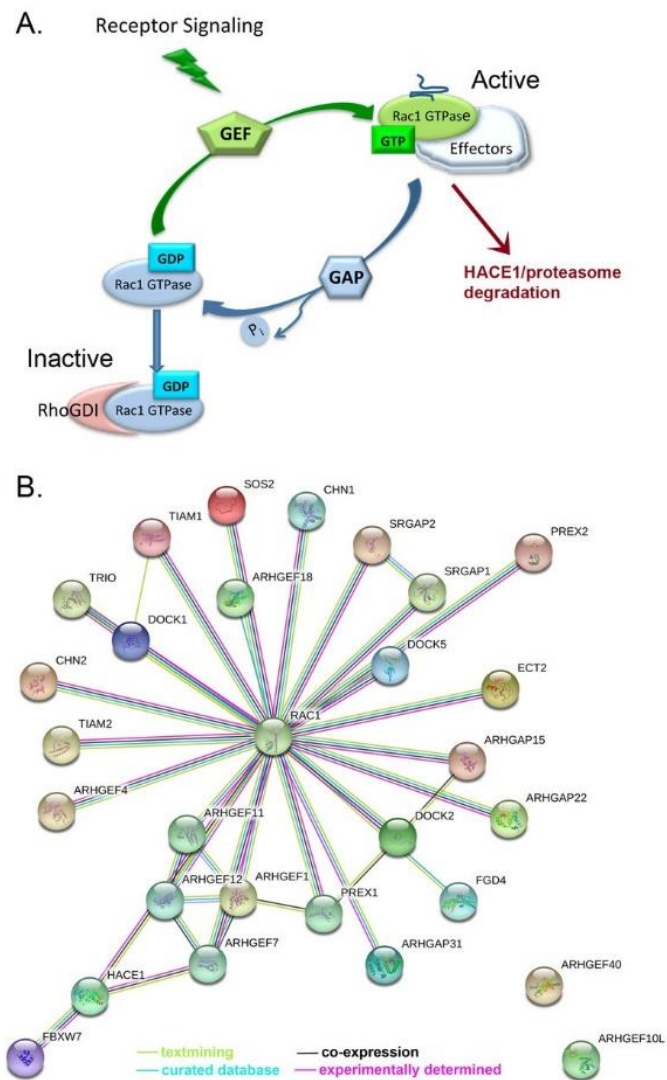 A.
Receptor Signaling
Active
GEF
Rac1 GTPase
GTP
Effectors
GDP
Rac1 GTPase
GAP
HACE1/proteasome
degradation
Pi
Inactive
GDP
RhoGDI
Rac1 GTPase
B.
SOS2
CHN1
TIAM1
SRGAP2
PREX2
TRIO
ARHGEF18
SRGAP1
DOCK1
DOCK5
CHN2
ECT2
RAC1
TIAM2
ARHGAP15
ARHGEF4
ARHGAP22
ARHGEF11
DOCK2
ARHGEF12
ARHGEF1
PREX1
FGD4
ARHGEF7
ARHGAP31
HACE1
ARHGEF40
FBXW7
ARHGEF10L
textmining
co-expression
curated database
experimentally determined